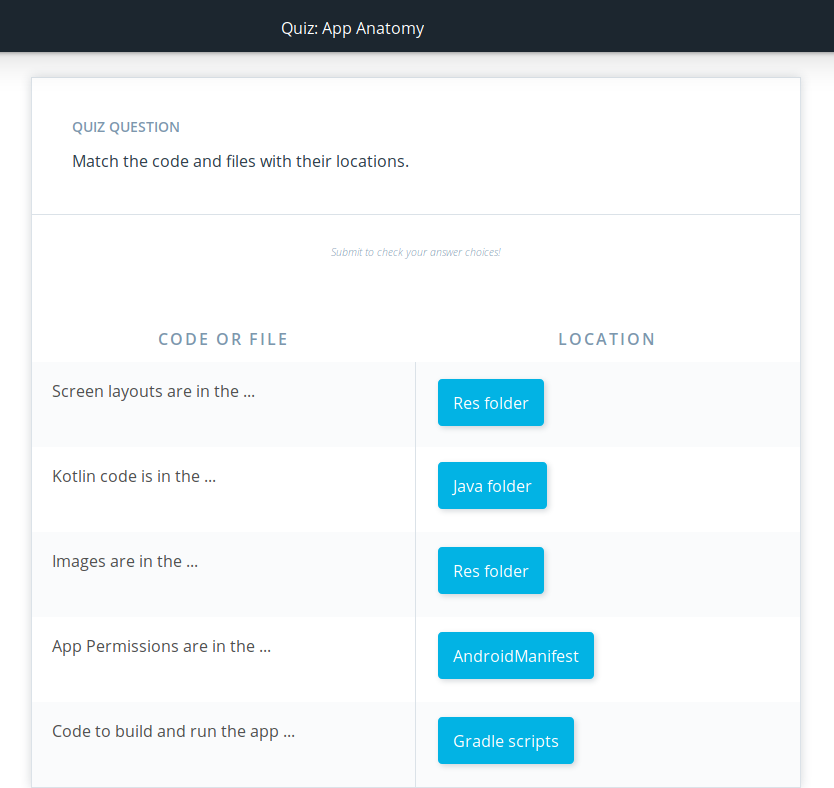 Quiz: App Anatomy
QUIZ QUESTION
Match the code and files with their locations.
Submit to check your answer choices!
CODE OR FILE
LOCATION
Screen layouts are in the ...
Res folder
Kotlin code is in the ...
Java folder
Images are in the ...
Res folder
App Permissions are in the ...
AndroidManifest
Code to build and run the app ...
Gradle scripts